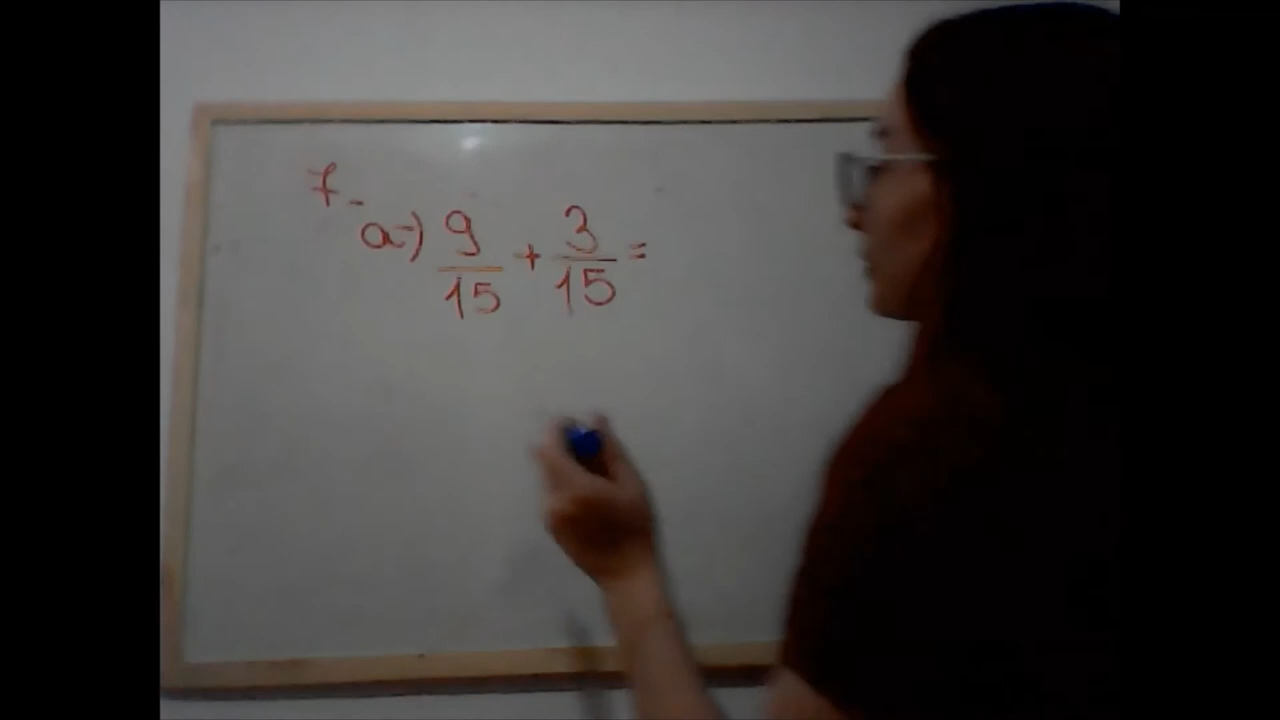 7-
a-) 9/15 + 3/15 =